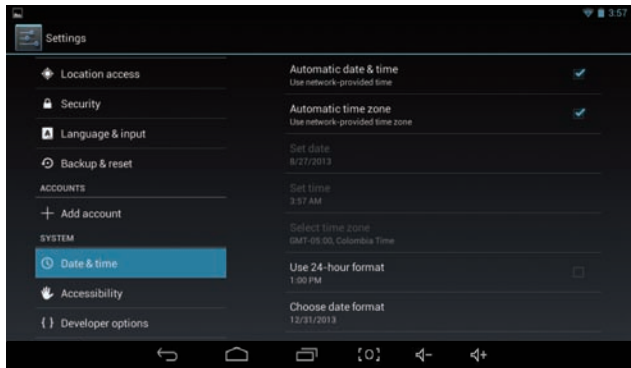 3:57
Settings
Location access
Security
A Language & input
Backup & reset
ACCOUNTS
Add account
SYSTEM
Date & time
Accessibility
{ } Developer options
Automatic date & time
Use network-provided time
Automatic time zone
Use network-provided time zone
Set date
8/27/2013
Set time
3:57 AM
Select time zone
GMT-05:00, Colombia Time
Use 24-hour format
1:00 PM
Choose date format
12/31/2013